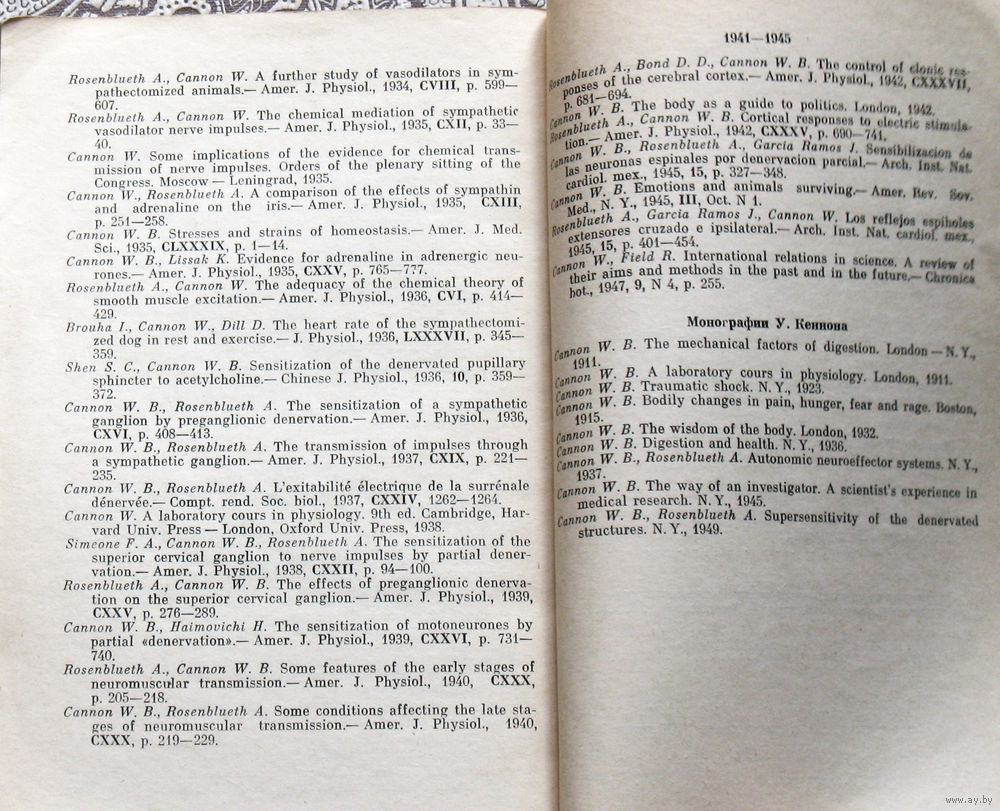 Rosenblueth A., Cannon W. A further study of vasodilators in sym-
pathectomized animals.— Amer. J. Physiol., 1934, CVIII, p. 599—
607.
Rosenblueth A., Cannon W. The chemical mediation of sympathetic
vasodilator nerve impulses.— Amer. J. Physiol., 1935, CXII, p. 33—
40.
Cannon W. Some implications of the evidence for chemical trans-
mission of nerve impulses. Orders of the plenary sitting of the
Congress. Moscow — Leningrad, 1935.
Cannon W., Rosenblueth A. A comparison of the effects of sympathin
and adrenaline on the iris.— Amer. J. Physiol., 1935, CXIII,
p. 251—258.
Cannon W. B. Stresses and strains of homeostasis.— Amer. J. Med.
Sci., 1935, CLXXXIX, p. 1—14.
Cannon W. B., Lissak K. Evidence for adrenaline in adrenergic neu-
rones.— Amer. J. Physiol., 1935, CXXV, p. 765—777.
Rosenblueth A., Cannon W. The adequacy of the chemical theory of
smooth muscle excitation.— Amer. J. Physiol., 1936, CVI, p. 414—
429.
Brouha I., Cannon W., Dill D. The heart rate of the sympathectomi-
zed dog in rest and exercise.— J. Physiol., 1936, LXXXVII, p. 345—
359.
Shen S. C., Cannon W. B. Sensitization of the denervated pupillary
sphincter to acetylcholine.— Chinese J. Physiol., 1936, 10, p. 359—
372.
Cannon W. B., Rosenblueth A. The sensitization of a sympathetic
ganglion by preganglionic denervation.— Amer. J. Physiol., 1936,
CXVI, p. 408—413.
Cannon W. B., Rosenblueth A. The transmission of impulses through
a sympathetic ganglion.— Amer. J. Physiol., 1937, CXIX, p. 221—
235.
Cannon W. B., Rosenblueth A. L'exitabilité électrique de la surrénale
dénervée.— Compt. rend. Soc. biol., 1937, CXXIV, 1262—1264.
Cannon W. A laboratory cours in physiology. 9th ed. Cambridge, Har-
vard Univ. Press — London, Oxford Univ. Press, 1938.
Simeone F. A., Cannon W. B., Rosenblueth A. The sensitization of the
superior cervical ganglion to nerve impulses by partial dener-
vation.— Amer. J. Physiol., 1938, CXXII, p. 94—100.
Rosenblueth A., Cannon W. B. The effects of preganglionic denerva-
tion on the superior cervical ganglion.— Amer. J. Physiol., 1939,
CXXV, p. 276—289.
Cannon W. B., Haimovichi H. The sensitization of motoneurones by
partial «denervation».— Amer. J. Physiol., 1939, CXXVI, p. 731—
740.
Rosenblueth A., Cannon W. B. Some features of the early stages of
neuromuscular transmission.— Amer. J. Physiol., 1940, CXXX,
p. 205—218.
Cannon W. B., Rosenblueth A. Some conditions affecting the late sta-
ges of neuromuscular transmission.— Amer. J. Physiol., 1940,
CXXX, p. 219—229.
1941—1945
Rosenblueth A., Bond D. D., Cannon W. B. The control of clonic res-
ponses of the cerebral cortex.— Amer. J. Physiol., 1942, CXXXVII,
p. 681—694.
Cannon W. B. The body as a guide to politics. London, 1942.
Rosenblueth A., Cannon W. B. Cortical responses to electric stimula-
tion.— Amer. J. Physiol., 1942, CXXXV, p. 690—741.
Cannon W. B., Rosenblueth A., Garcia Ramos J. Sensibilizacion de
las neuronas espinales por denervacion parcial.— Arch. Inst. Nat.
cardiol. mex., 1945, 15, p. 327—348.
Cannon W. B. Emotions and animals surviving.— Amer. Rev. Sov.
Med., N. Y., 1945, III, Oct. N 1.
Rosenblueth A., Garcia Ramos J., Cannon W. Los reflejos espiholes
extensores cruzado e ipsilateral.— Arch. Inst. Nat. cardiol. mex.,
1945, 15, p. 401—454.
Cannon W., Field R. International relations in science. A review of
their aims and methods in the past and in the future.— Chronica
bot., 1947, 9, N 4, p. 255.
Монографии У. Кеннона
Cannon W. B. The mechanical factors of digestion. London — N. Y.,
1911.
Cannon W. B. A laboratory cours in physiology. London, 1911.
Cannon W. B. Traumatic shock. N. Y., 1923.
Cannon W. B. Bodily changes in pain, hunger, fear and rage. Boston,
1915.
Cannon W. B. The wisdom of the body. London, 1932.
Cannon W. B. Digestion and health. N. Y., 1936.
Cannon W. B., Rosenblueth A. Autonomic neuroeffector systems. N. Y.,
1937.
Cannon W. B. The way of an investigator. A scientist's experience in
medical research. N. Y., 1945.
Cannon W. B., Rosenblueth A. Supersensitivity of the denervated
structures. N. Y., 1949.
www.ay.by